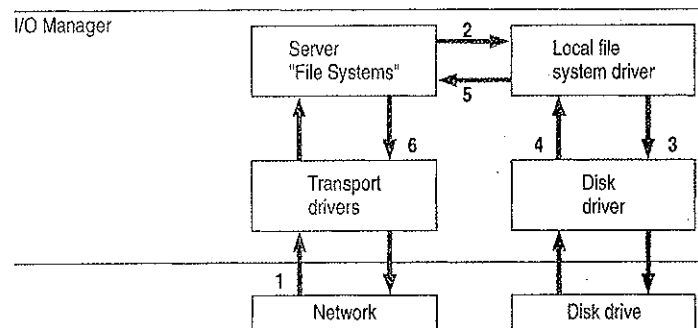 I/O Manager
Server
"File Systems"
2
Local file
system driver
5
6
4
3
Transport
drivers
Disk
driver
1
Network
Disk drive